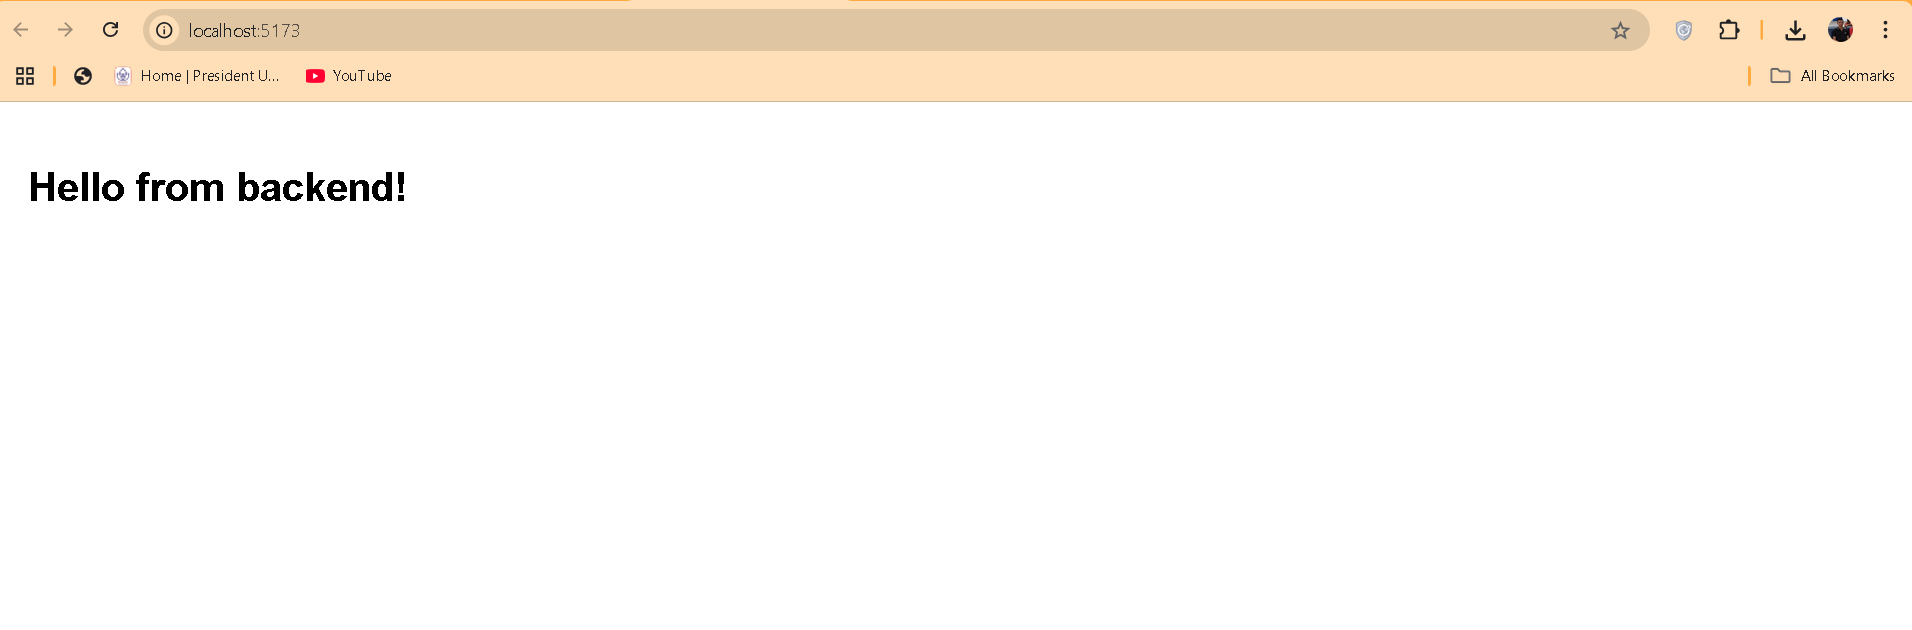 localhost:5173
Home | President U...
YouTube
All Bookmarks
Hello from backend!